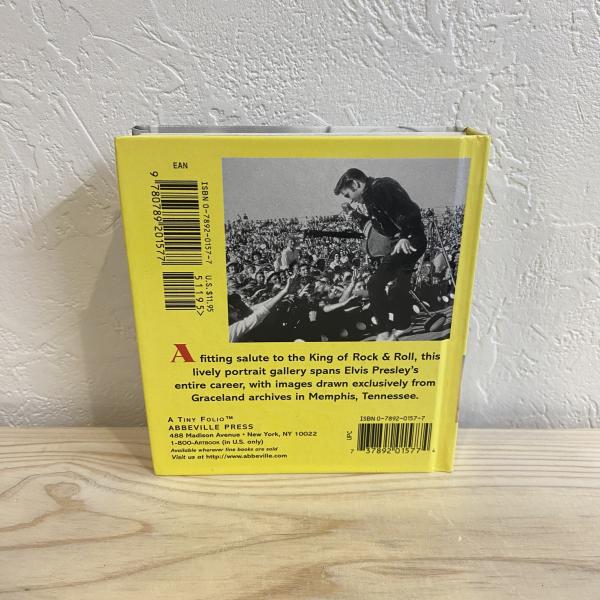 EAN
9 780789 201577
ISBN 0-7892-0157-7 U.S. $11.95
51195>
A fitting salute to the King of Rock & Roll, this
lively portrait gallery spans Elvis Presley's
entire career, with images drawn exclusively from
Graceland archives in Memphis, Tennessee.
A TINY FOLIO™
ABBEVILLE PRESS
488 Madison Avenue • New York, NY 10022
1-800-ARTBOOK (in U.S. only)
Available wherever fine books are sold
Visit us at http://www.abbeville.com
ISBN 0-7892-0157-7
UPC
7 37892 01577 4